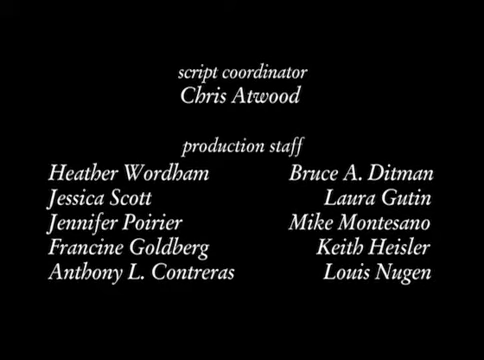 script coordinator
Chris Atwood
production staff
Heather Wordham Bruce A. Ditman
Jessica Scott Laura Gutin
Jennifer Poirier Mike Montesano
Francine Goldberg Keith Heisler
Anthony L. Contreras Louis Nugen